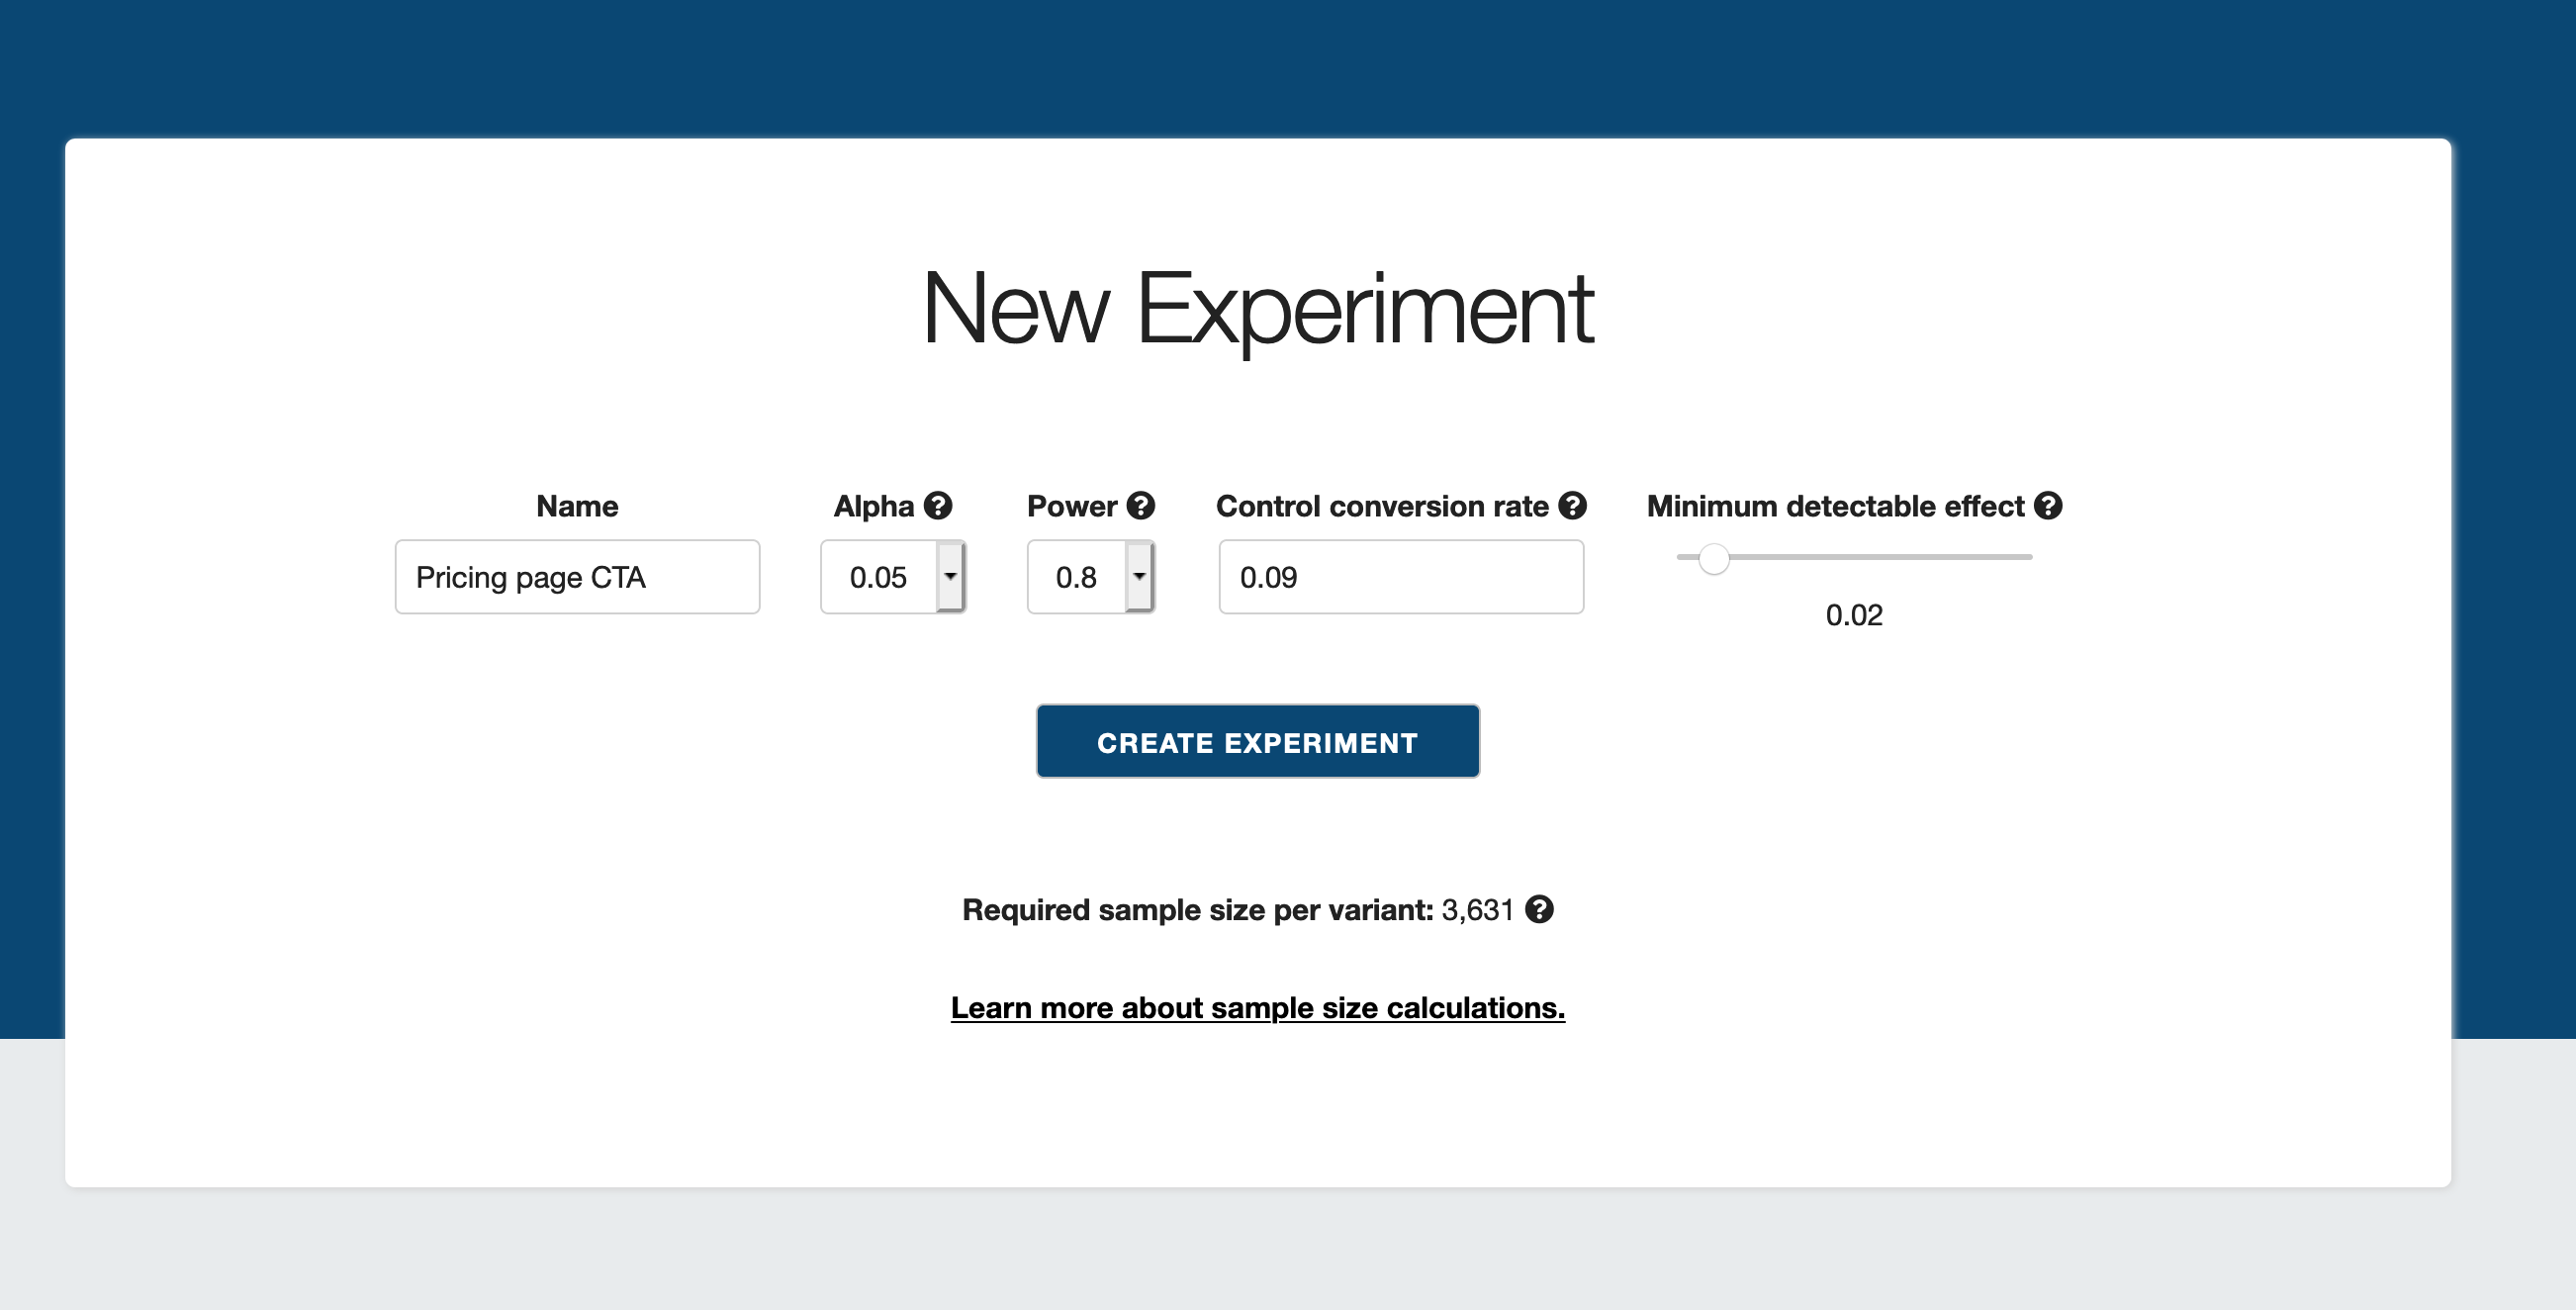 New Experiment
Name
Alpha
Power
Control conversion rate
Minimum detectable effect
Pricing page CTA
0.05
0.8
0.09
0.02
CREATE EXPERIMENT
Required sample size per variant: 3,631
Learn more about sample size calculations.